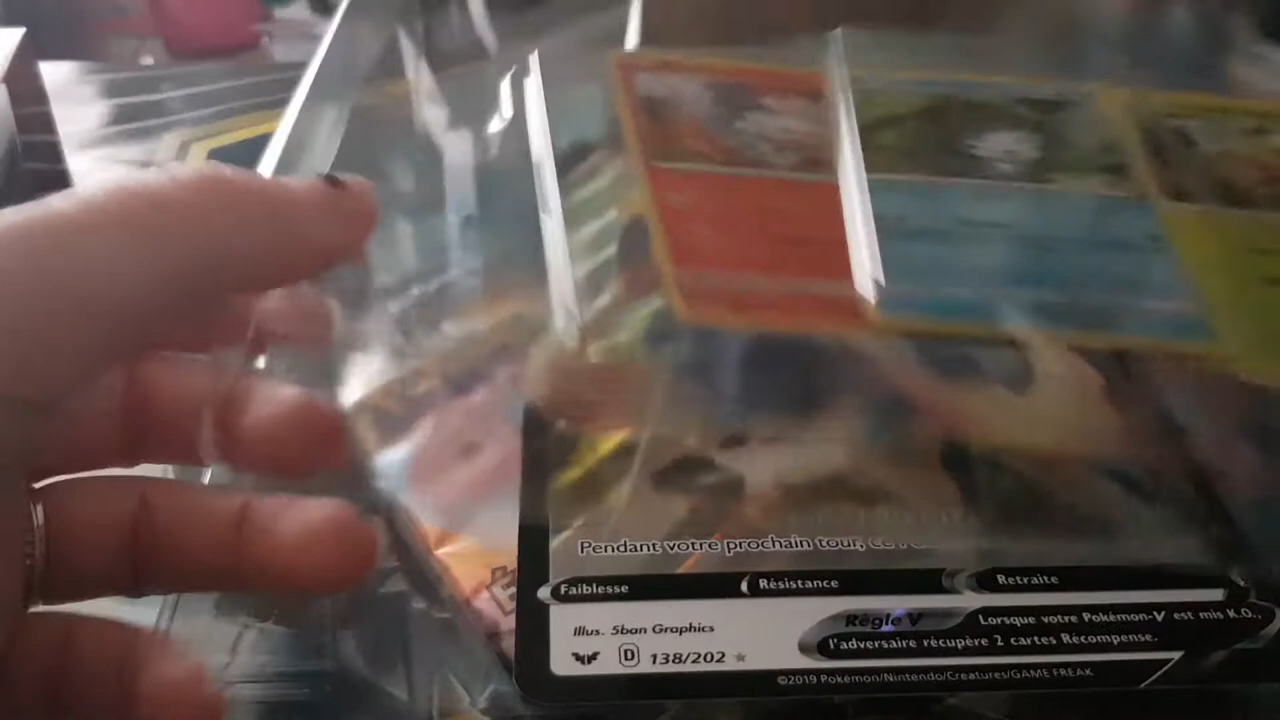 Pendant votre prochain tour, ce
Faiblesse
Résistance
Retraite
Règle V
Lorsque votre Pokémon-V est mis K.O.,
l'adversaire récupère 2 cartes Récompense.
Illus. 5ban Graphics
D 138/202 ★
©2019 Pokémon/Nintendo/Creatures/GAME FREAK